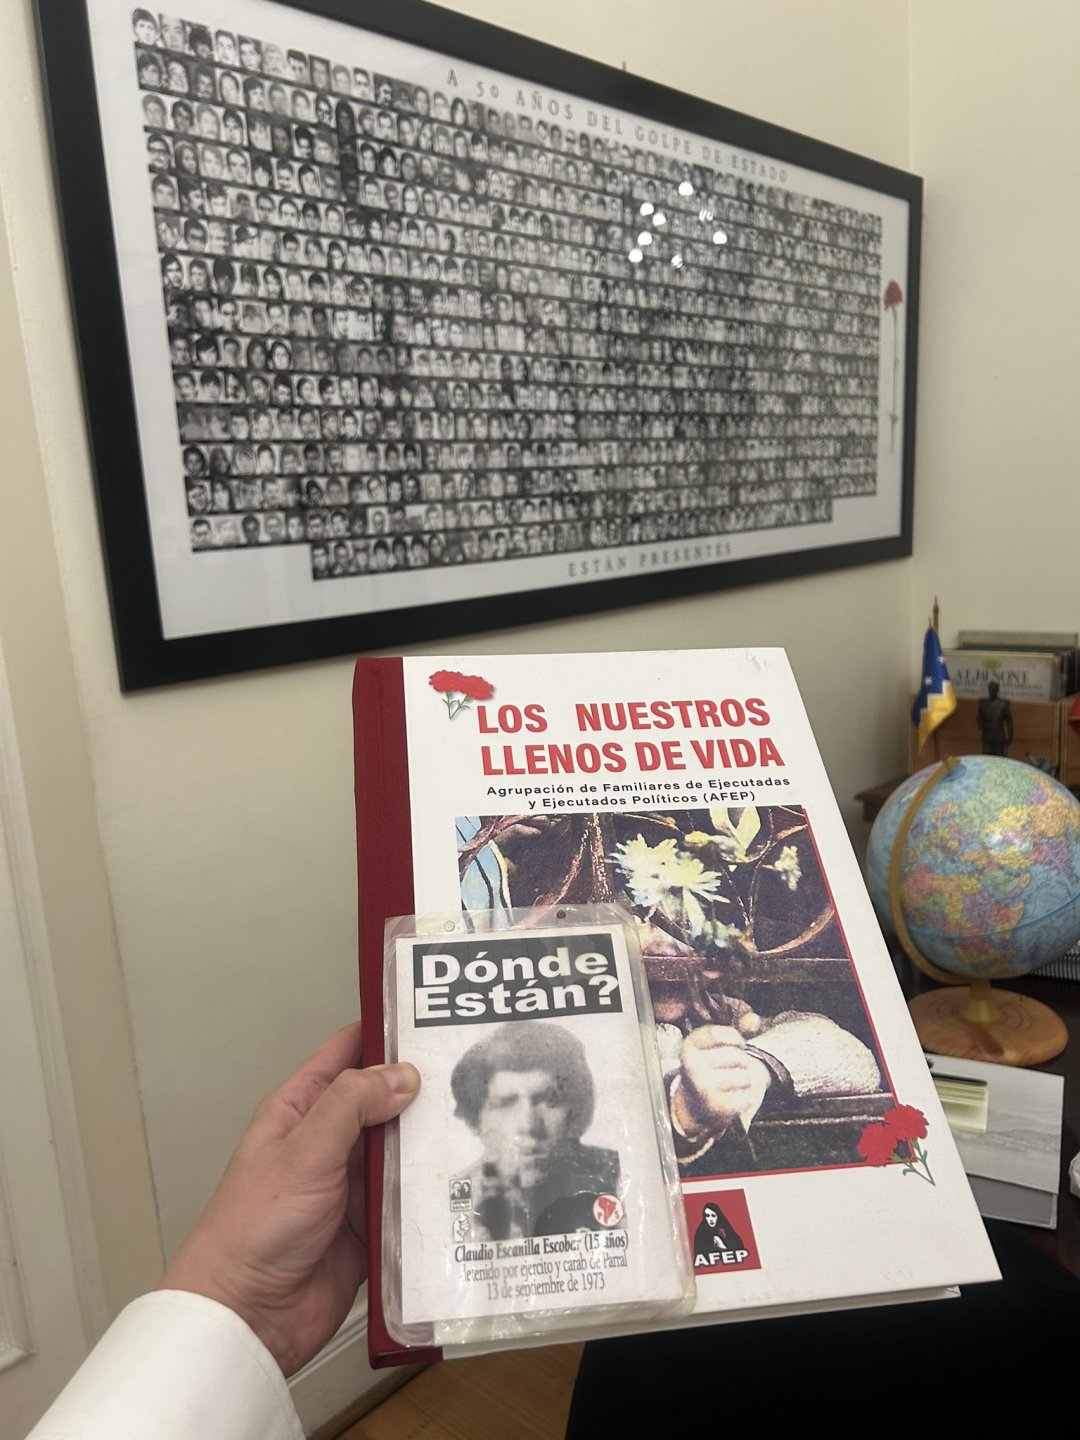 A 50 AÑOS DEL GOLPE DE ESTADO
ESTÁN PRESENTES
ALBINONI
LOS NUESTROS
LLENOS DE VIDA
Agrupación de Familiares de Ejecutadas
y Ejecutados Políticos (AFEP)
Dónde
Están?
PS
Claudio Escanilla Escobar (15 años)
detenido por ejercito y carab de Parral
13 de septiembre de 1973
AFEP